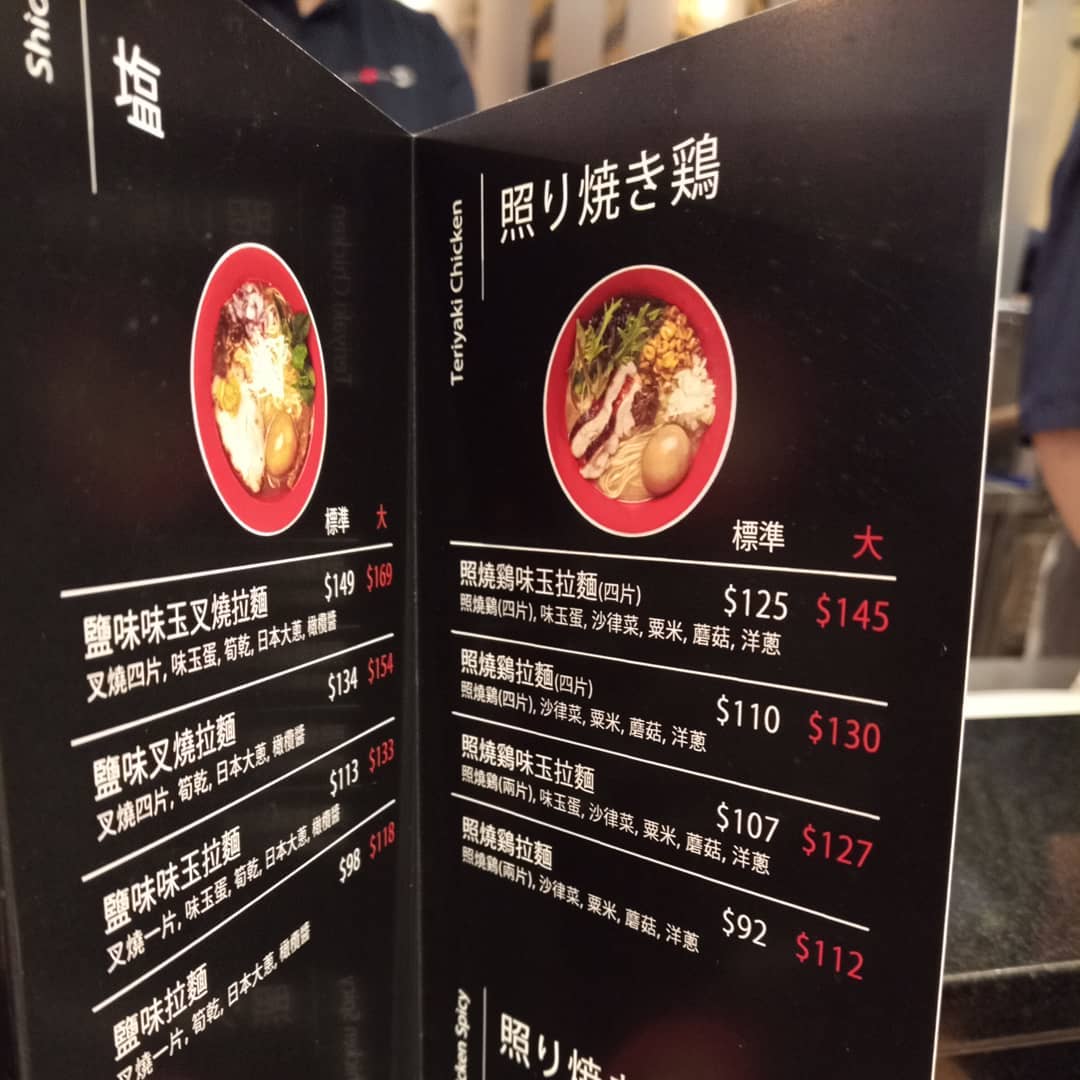 塩
標準 大
鹽味味玉叉燒拉麵 $149 $169
叉燒四片, 味玉蛋, 筍乾, 日本大蔥, 橄欖醬
鹽味叉燒拉麵 $134 $154
叉燒四片, 筍乾, 日本大蔥, 橄欖醬
鹽味味玉拉麵 $113 $133
叉燒一片, 味玉蛋, 筍乾, 日本大蔥, 橄欖醬
鹽味拉麵 $98 $118
叉燒一片, 筍乾, 日本大蔥, 橄欖醬
Teriyaki Chicken
照り焼き鶏
標準 大
照燒鷄味玉拉麵(四片) $125 $145
照燒鷄(四片), 味玉蛋, 沙律菜, 粟米, 蘑菇, 洋蔥
照燒鷄拉麵(四片) $110 $130
照燒鷄(四片), 沙律菜, 粟米, 蘑菇, 洋蔥
照燒鷄味玉拉麵 $107 $127
照燒鷄(兩片), 味玉蛋, 沙律菜, 粟米, 蘑菇, 洋蔥
照燒鷄拉麵 $92 $112
照燒鷄(兩片), 沙律菜, 粟米, 蘑菇, 洋蔥
Spicy
照り焼